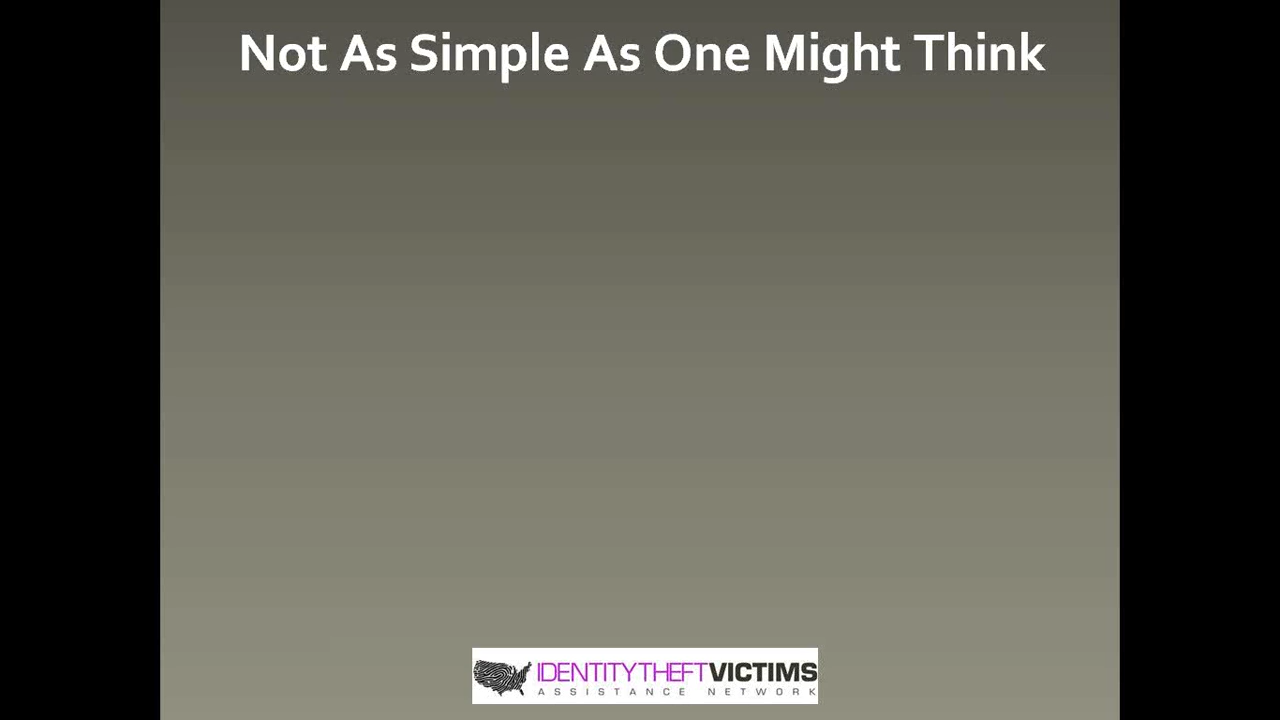 Not As Simple As One Might Think
IDENTITYTHEFTVICTIMS
ASSISTANCE NETWORK